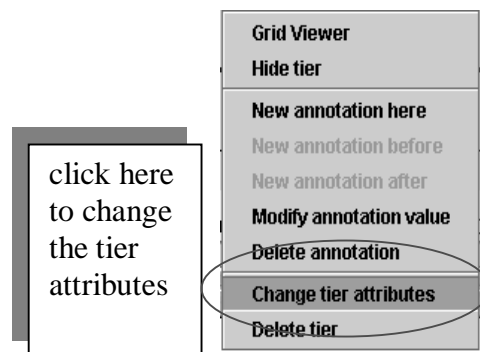 Grid Viewer
Hide tier
New annotation here
New annotation before
New annotation after
Modify annotation value
Delete annotation
Change tier attributes
Delete tier
click here
to change
the tier
attributes